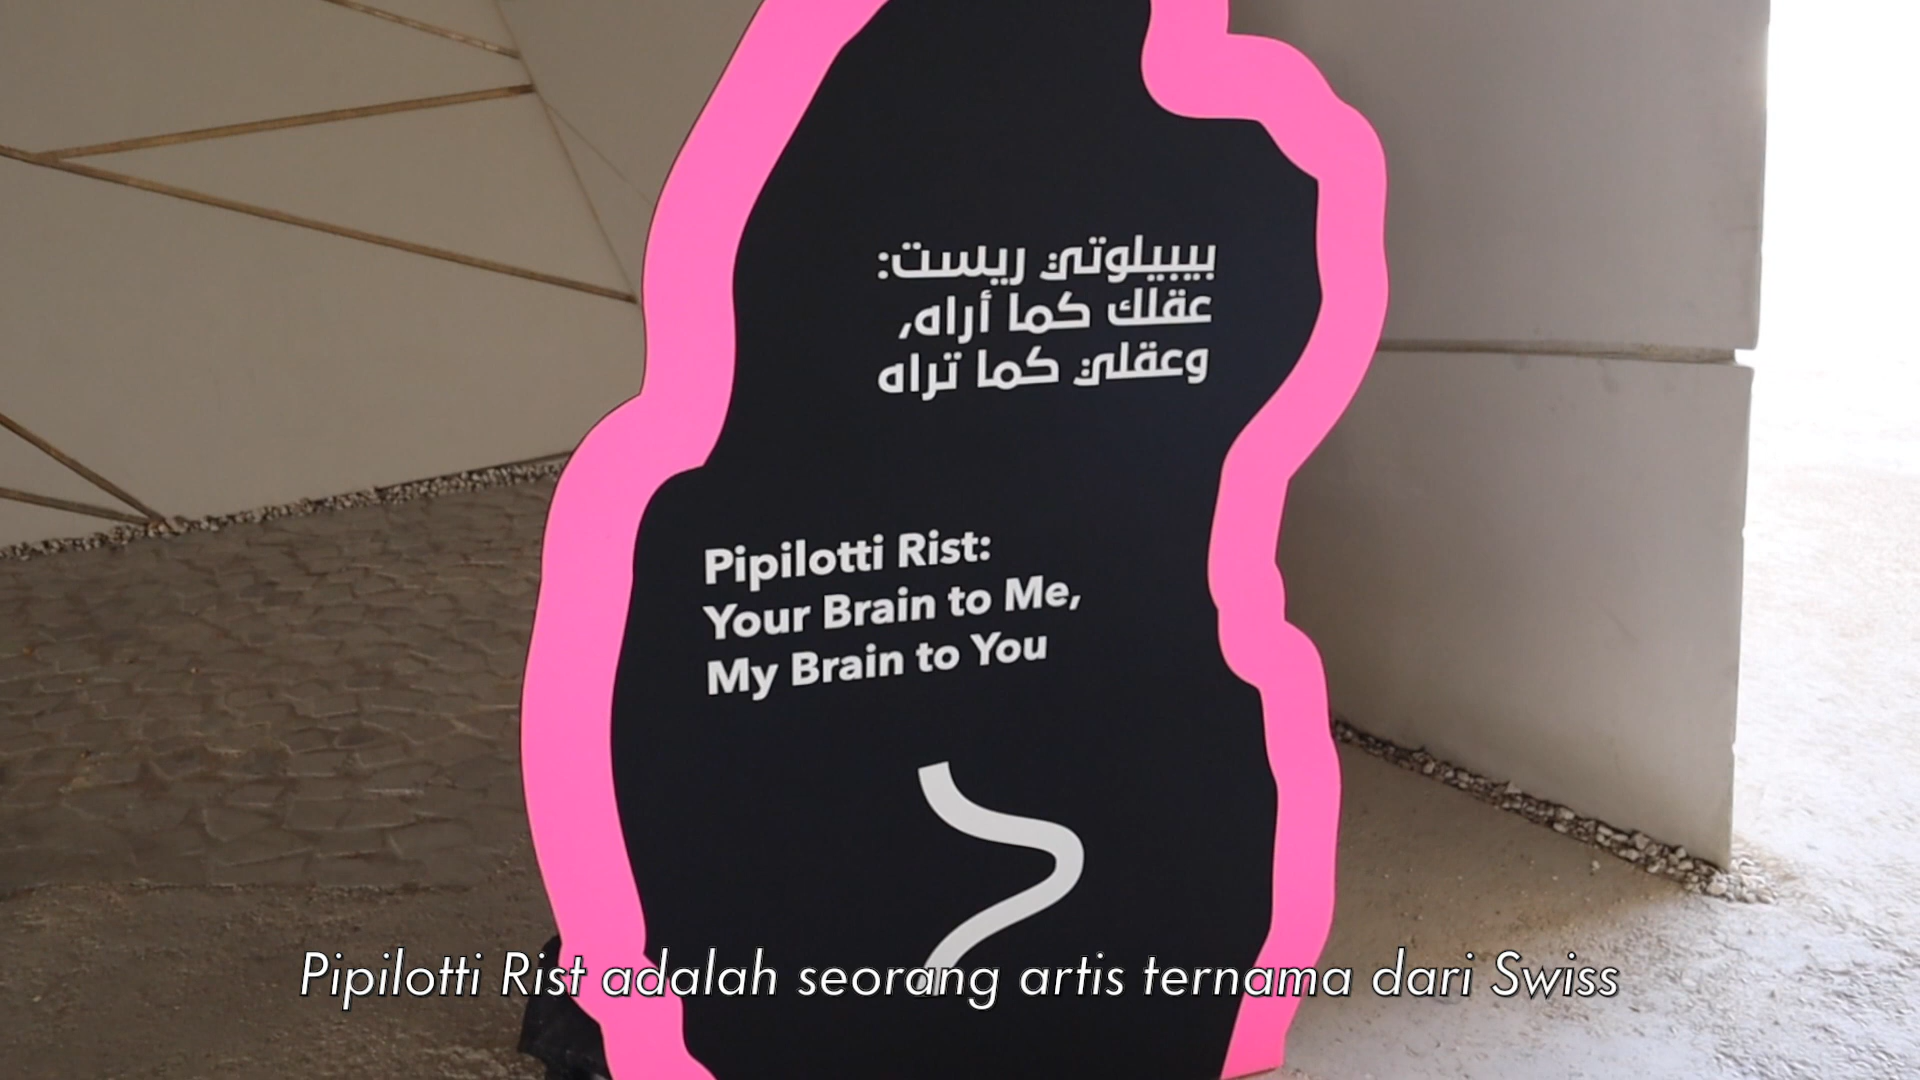 بيبيلوتي ريست:
عقلك كما أراه,
وعقلي كما تراه
Pipilotti Rist:
Your Brain to Me,
My Brain to You
Pipilotti Rist adalah seorang artis ternama dari Swiss